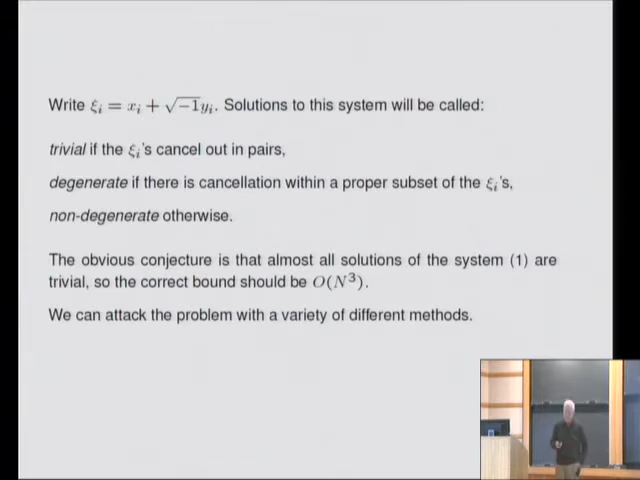 Write ξᵢ = xᵢ + √−1yᵢ. Solutions to this system will be called:
trivial if the ξᵢ's cancel out in pairs,
degenerate if there is cancellation within a proper subset of the ξᵢ's,
non-degenerate otherwise.
The obvious conjecture is that almost all solutions of the system (1) are
trivial, so the correct bound should be O(N³).
We can attack the problem with a variety of different methods.